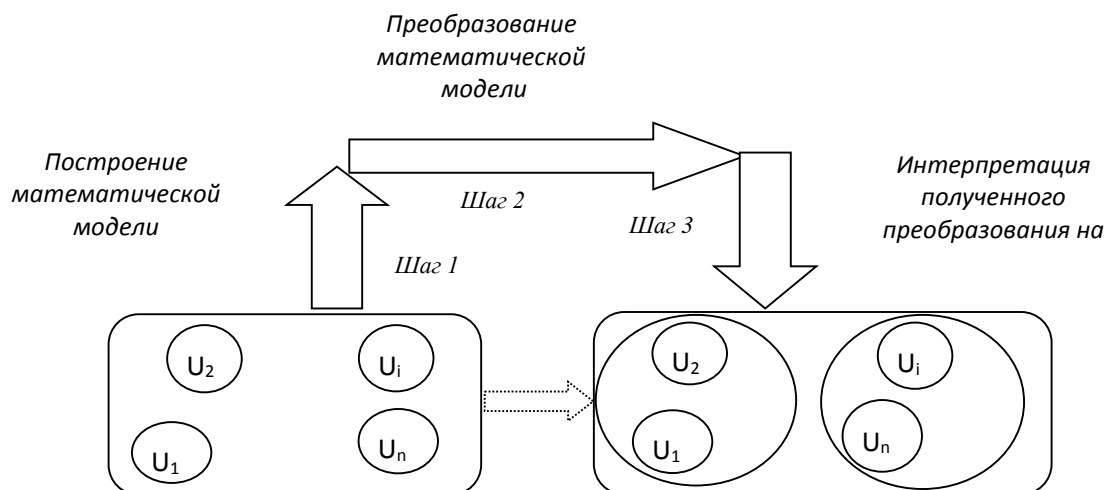 Преобразование
математической
модели
Построение
математической
модели
Интерпретация
полученного
преобразования на
Шаг 2
Шаг 3
Шаг 1
U₂
Uᵢ
U₁
Uₙ
U₂
Uᵢ
U₁
Uₙ